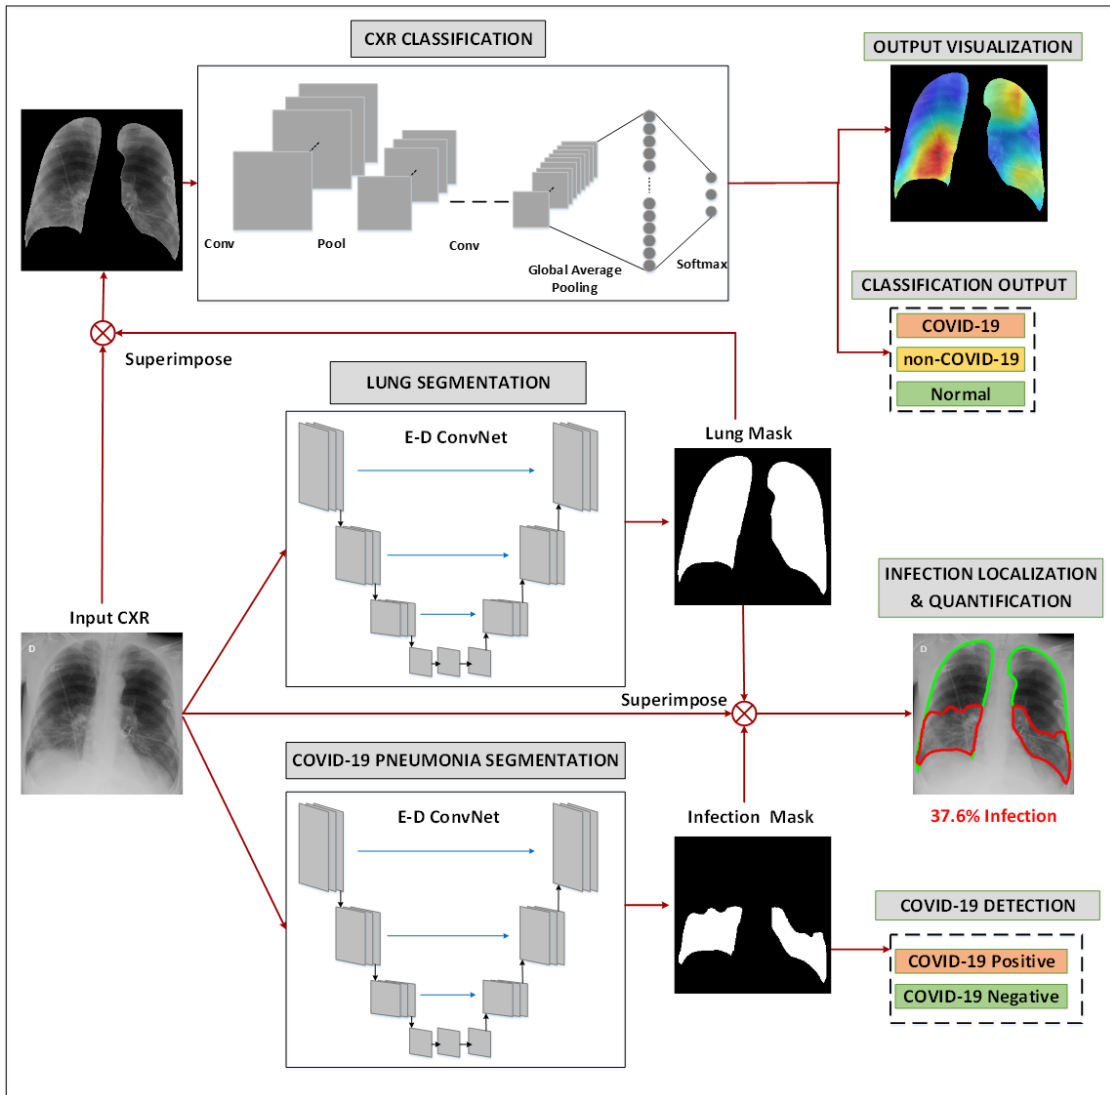 CXR CLASSIFICATION
OUTPUT VISUALIZATION
Conv
Pool
Conv
Global Average
Pooling
Softmax
CLASSIFICATION OUTPUT
COVID-19
non-COVID-19
Normal
Superimpose
LUNG SEGMENTATION
E-D ConvNet
Lung Mask
INFECTION LOCALIZATION
& QUANTIFICATION
Input CXR
D
D
Superimpose
37.6% Infection
COVID-19 PNEUMONIA SEGMENTATION
E-D ConvNet
Infection Mask
COVID-19 DETECTION
COVID-19 Positive
COVID-19 Negative